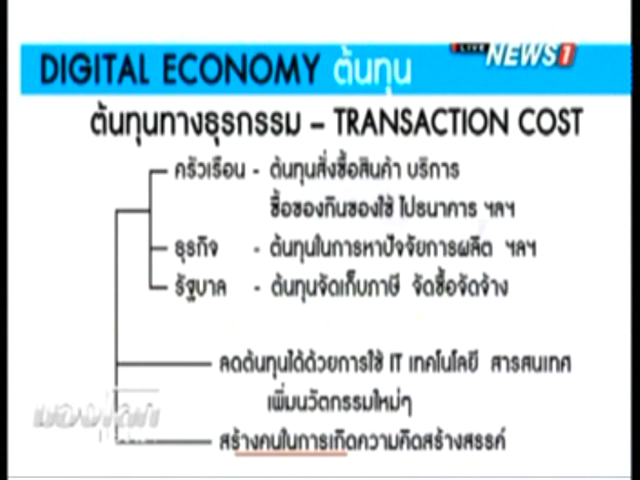 LIVE NEWS1
DIGITAL ECONOMY ต้นทุน
ต้นทุนทางธุรกรรม – TRANSACTION COST
ครัวเรือน - ต้นทุนสั่งซื้อสินค้า บริการ
ซื้อของกินของใช้ ไปธนาคาร ฯลฯ
ธุรกิจ - ต้นทุนในการหาปัจจัยการผลิต ฯลฯ
รัฐบาล - ต้นทุนจัดเก็บภาษี จัดซื้อจัดจ้าง
ลดต้นทุนได้ด้วยการใช้ IT เทคโนโลยี สารสนเทศ
เพิ่มนวัตกรรมใหม่ๆ
สร้างคนในการเกิดความคิดสร้างสรรค์